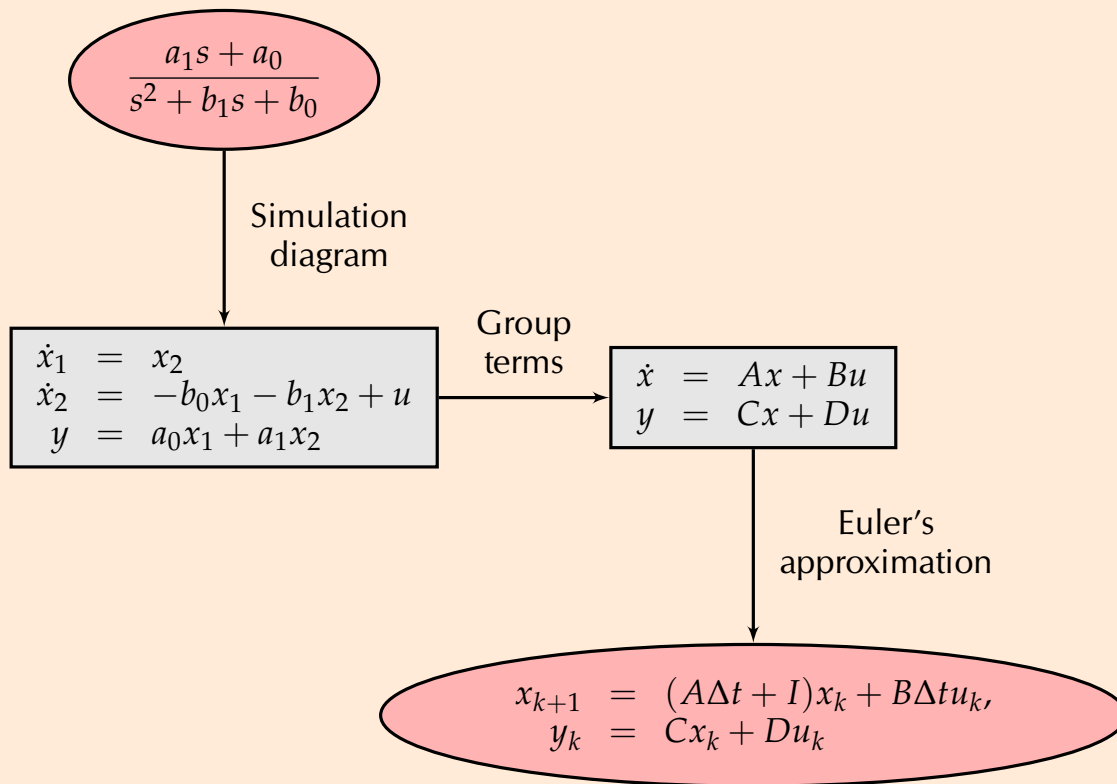 a₁s + a₀
s² + b₁s + b₀
Simulation
diagram
ẋ₁ = x₂
ẋ₂ = −b₀x₁ − b₁x₂ + u
y = a₀x₁ + a₁x₂
Group
terms
ẋ = Ax + Bu
y = Cx + Du
Euler's
approximation
xₖ₊₁ = (AΔt + I)xₖ + BΔtuₖ,
yₖ = Cxₖ + Duₖ